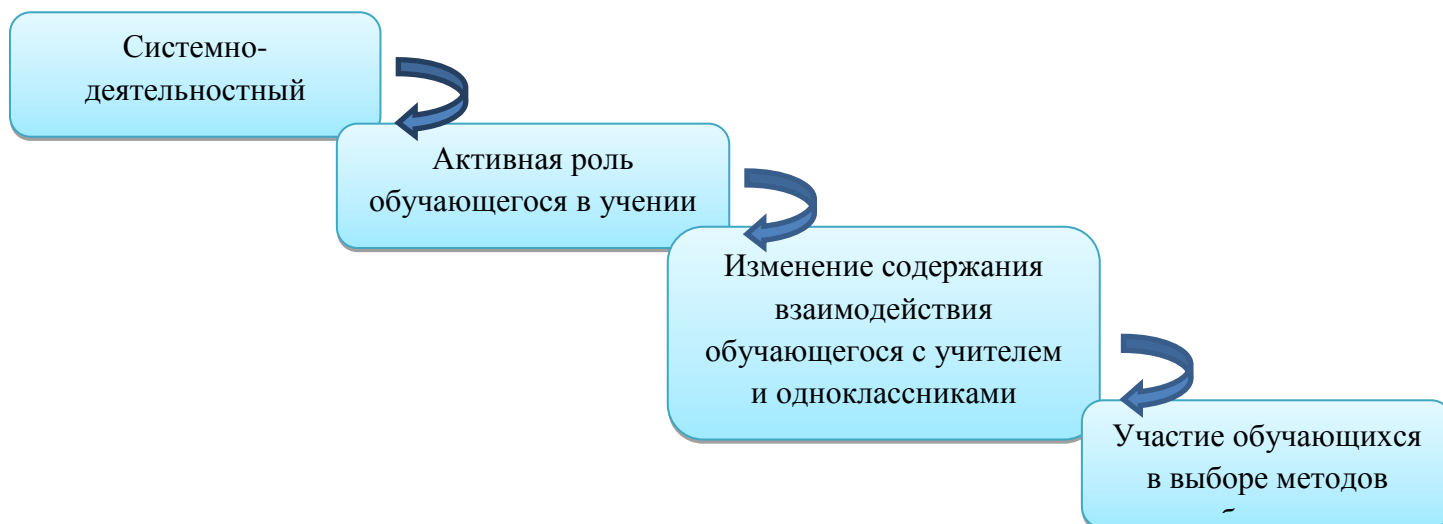 Системно-
деятельностный
Активная роль
обучающегося в учении
Изменение содержания
взаимодействия
обучающегося с учителем
и одноклассниками
Участие обучающихся
в выборе методов